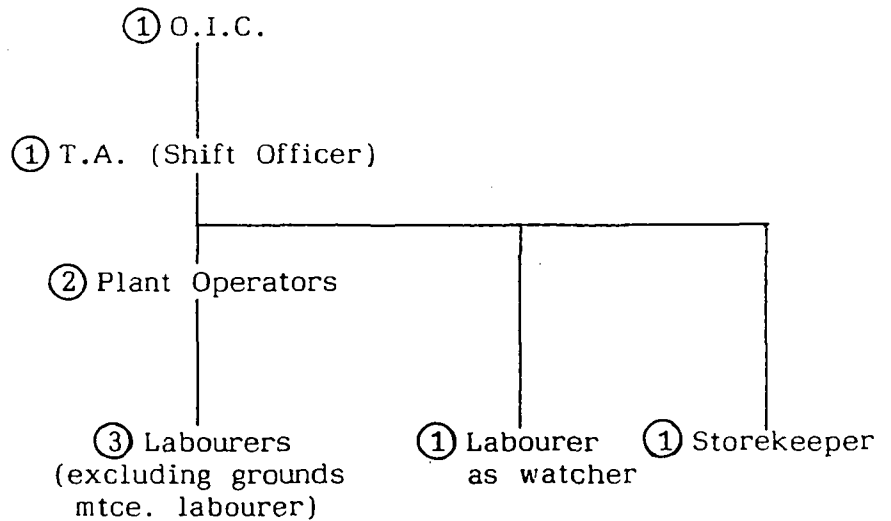 ① O.I.C.
① T.A. (Shift Officer)
② Plant Operators
③ Labourers
(excluding grounds
mtce. labourer)
① Labourer
as watcher
① Storekeeper